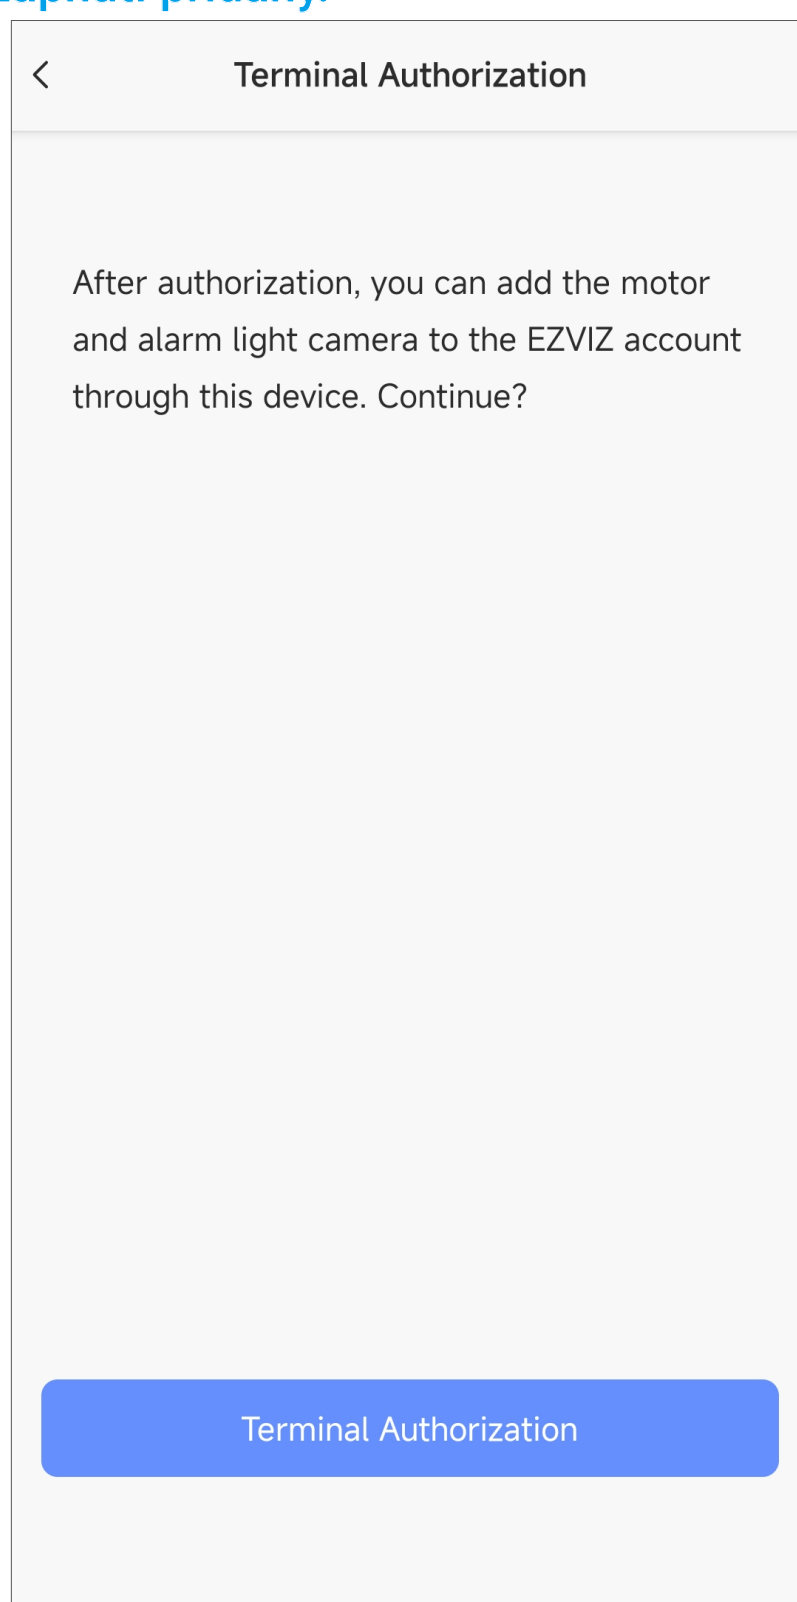 Terminal Authorization
After authorization, you can add the motor
and alarm light camera to the EZVIZ account
through this device. Continue?
Terminal Authorization